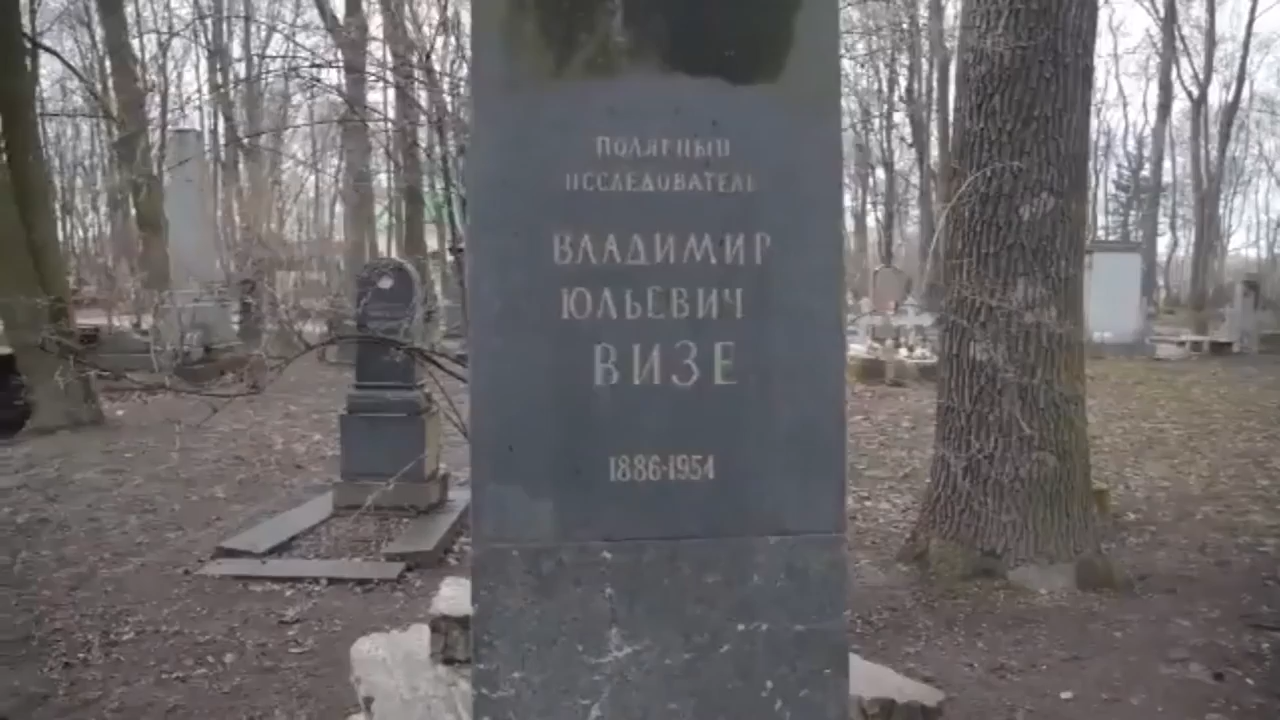 ПОЛЯРНЫЙ
ИССЛЕДОВАТЕЛЬ
ВЛАДИМИР
ЮЛЬЕВИЧ
ВИЗЕ
1886-1954